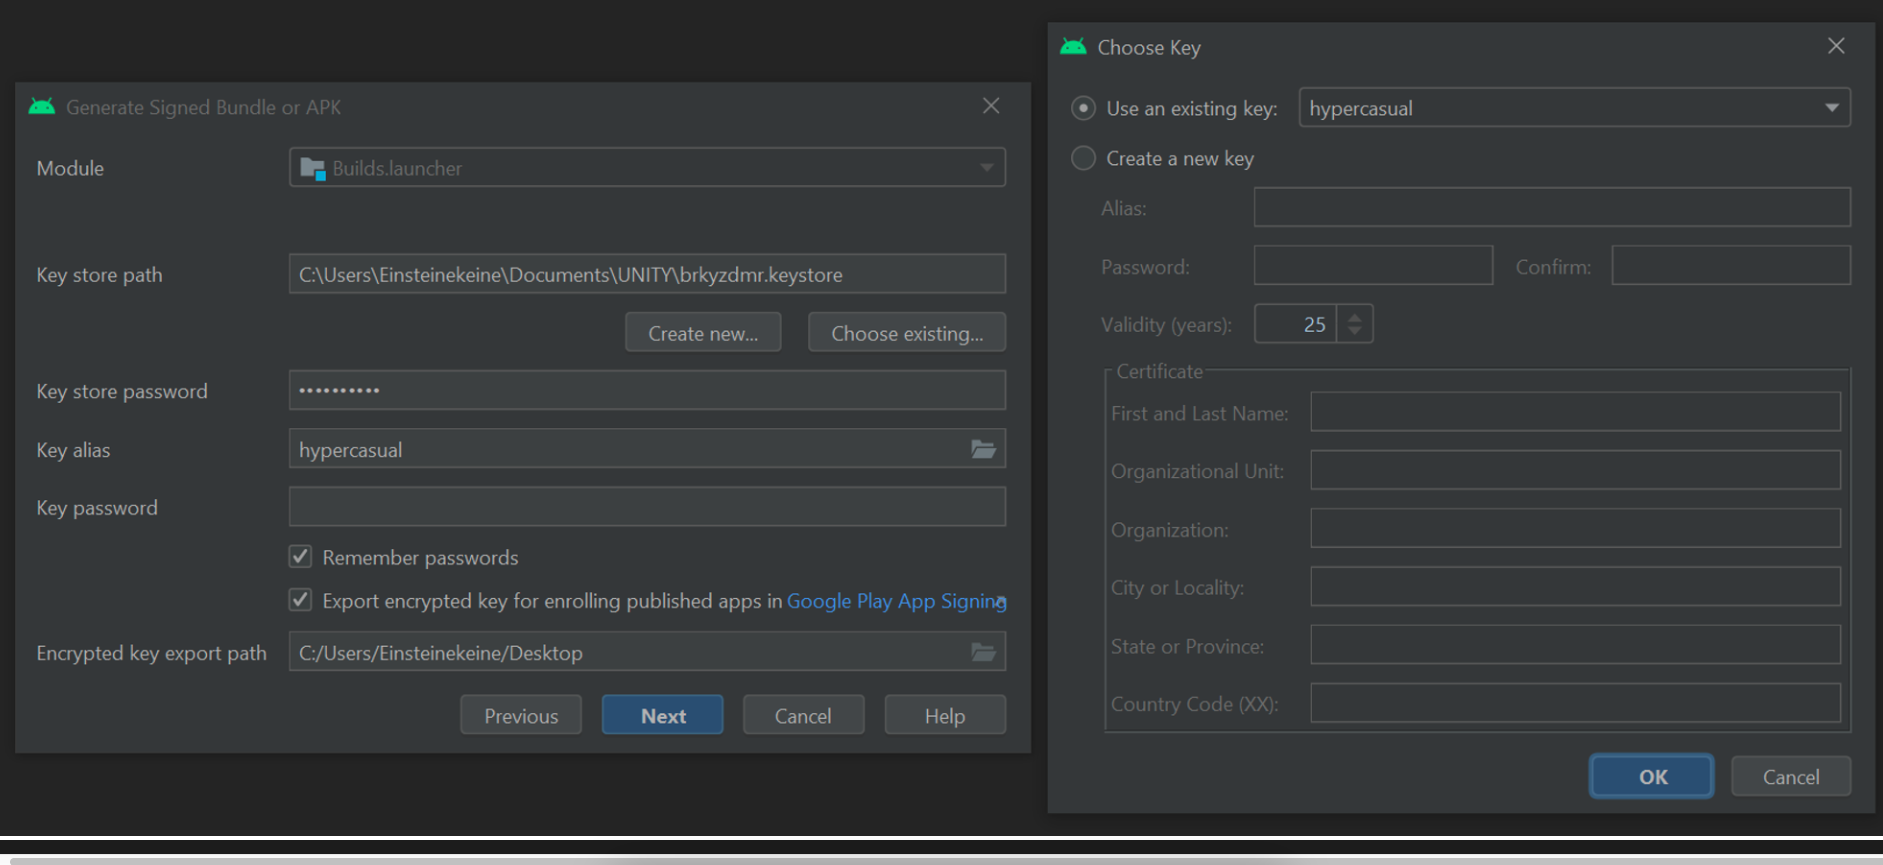 Generate Signed Bundle or APK
Module
Builds.launcher
Key store path
C:\Users\Einsteinekeine\Documents\UNITY\brkyzdmr.keystore
Create new...
Choose existing...
Key store password
••••••••••
Key alias
hypercasual
Key password
Remember passwords
Export encrypted key for enrolling published apps in Google Play App Signing
Encrypted key export path
C:/Users/Einsteinekeine/Desktop
Previous
Next
Cancel
Help
Choose Key
Use an existing key:
hypercasual
Create a new key
Alias:
Password:
Confirm:
Validity (years):
25
Certificate
First and Last Name:
Organizational Unit:
Organization:
City or Locality:
State or Province:
Country Code (XX):
OK
Cancel